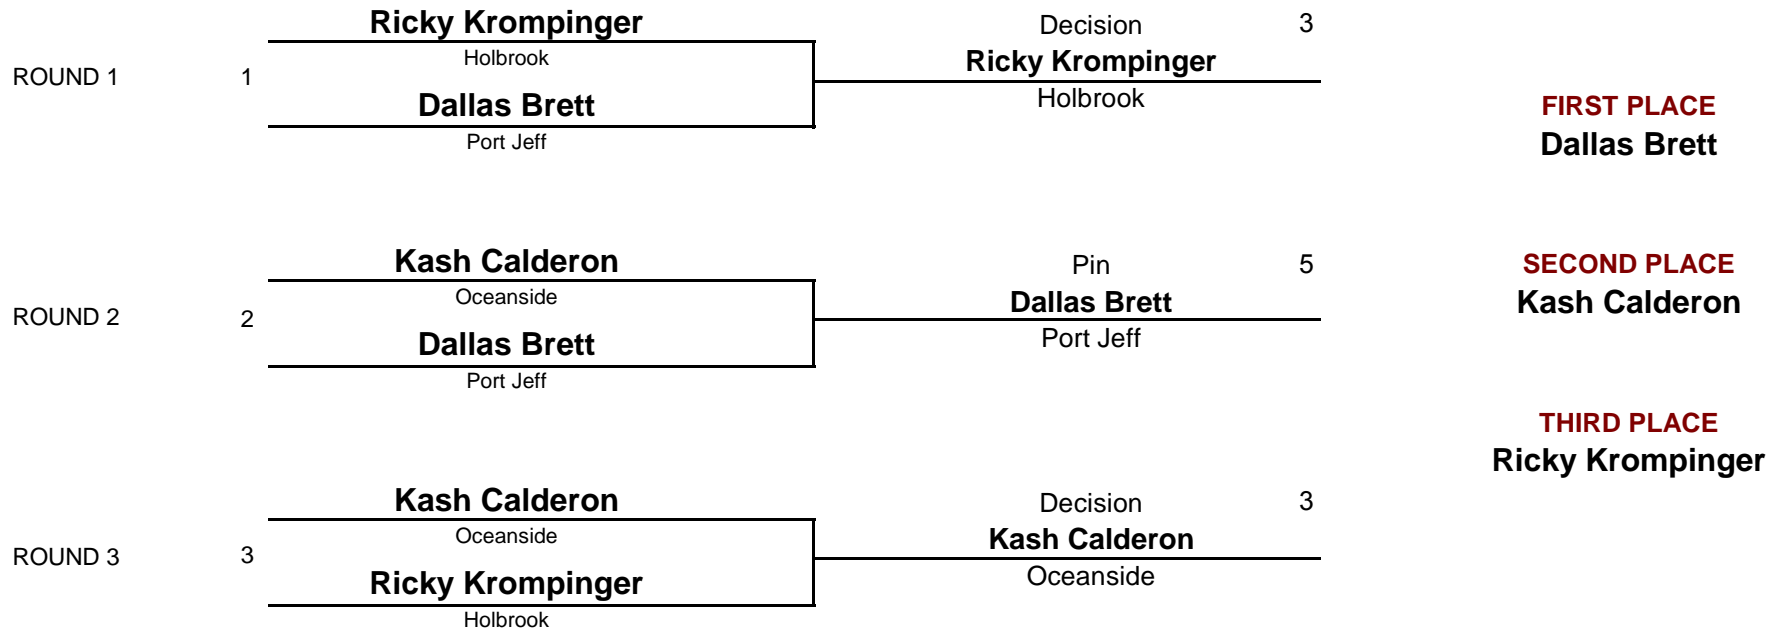 Ricky Krompinger
Holbrook
ROUND 1
1
Dallas Brett
Port Jeff
Decision 3
Ricky Krompinger
Holbrook
FIRST PLACE
Dallas Brett
Kash Calderon
Oceanside
ROUND 2
2
Dallas Brett
Port Jeff
Pin 5
Dallas Brett
Port Jeff
SECOND PLACE
Kash Calderon
THIRD PLACE
Ricky Krompinger
Kash Calderon
Oceanside
ROUND 3
3
Ricky Krompinger
Holbrook
Decision 3
Kash Calderon
Oceanside